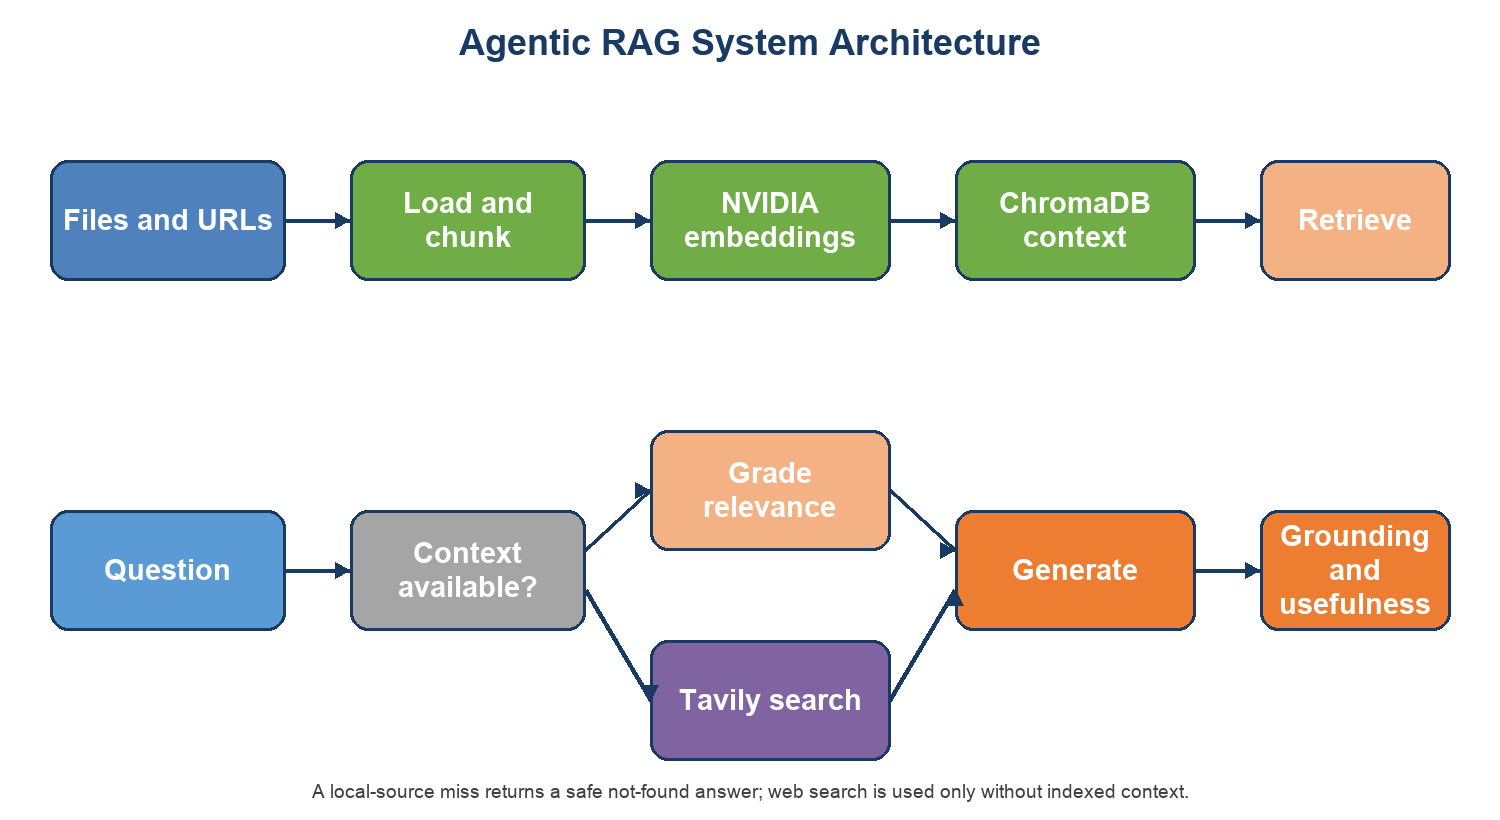 Agentic RAG System Architecture
Files and URLs
Load and
chunk
NVIDIA
embeddings
ChromaDB
context
Retrieve
Question
Context
available?
Grade
relevance
Tavily search
Generate
Grounding
and
usefulness
A local-source miss returns a safe not-found answer; web search is used only without indexed context.